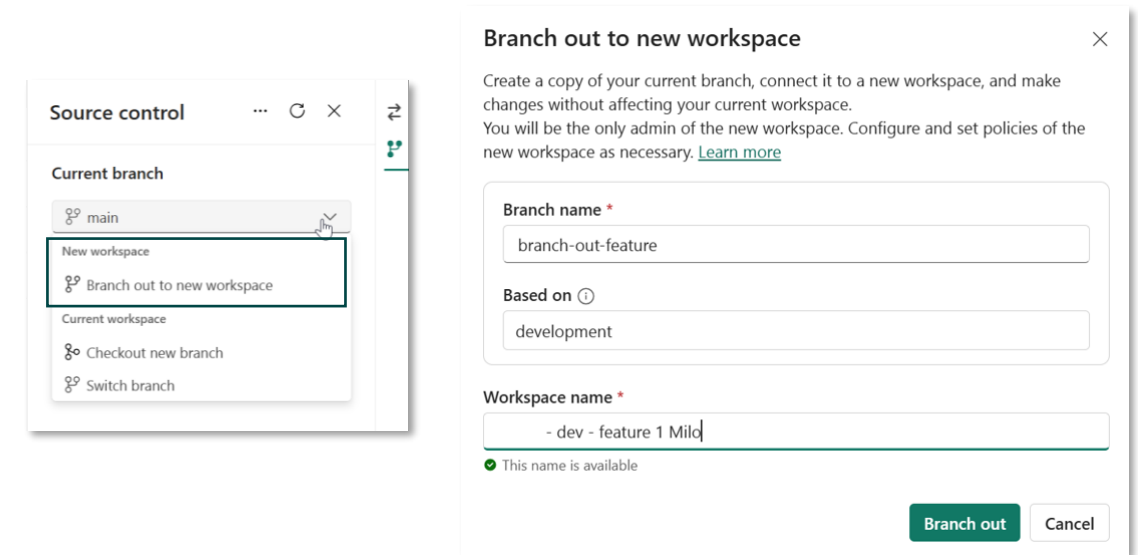 Source control
Current branch
main
New workspace
Branch out to new workspace
Current workspace
Checkout new branch
Switch branch
Branch out to new workspace
Create a copy of your current branch, connect it to a new workspace, and make
changes without affecting your current workspace.
You will be the only admin of the new workspace. Configure and set policies of the
new workspace as necessary. Learn more
Branch name *
branch-out-feature
Based on
development
Workspace name *
- dev - feature 1 Milo
This name is available
Branch out Cancel